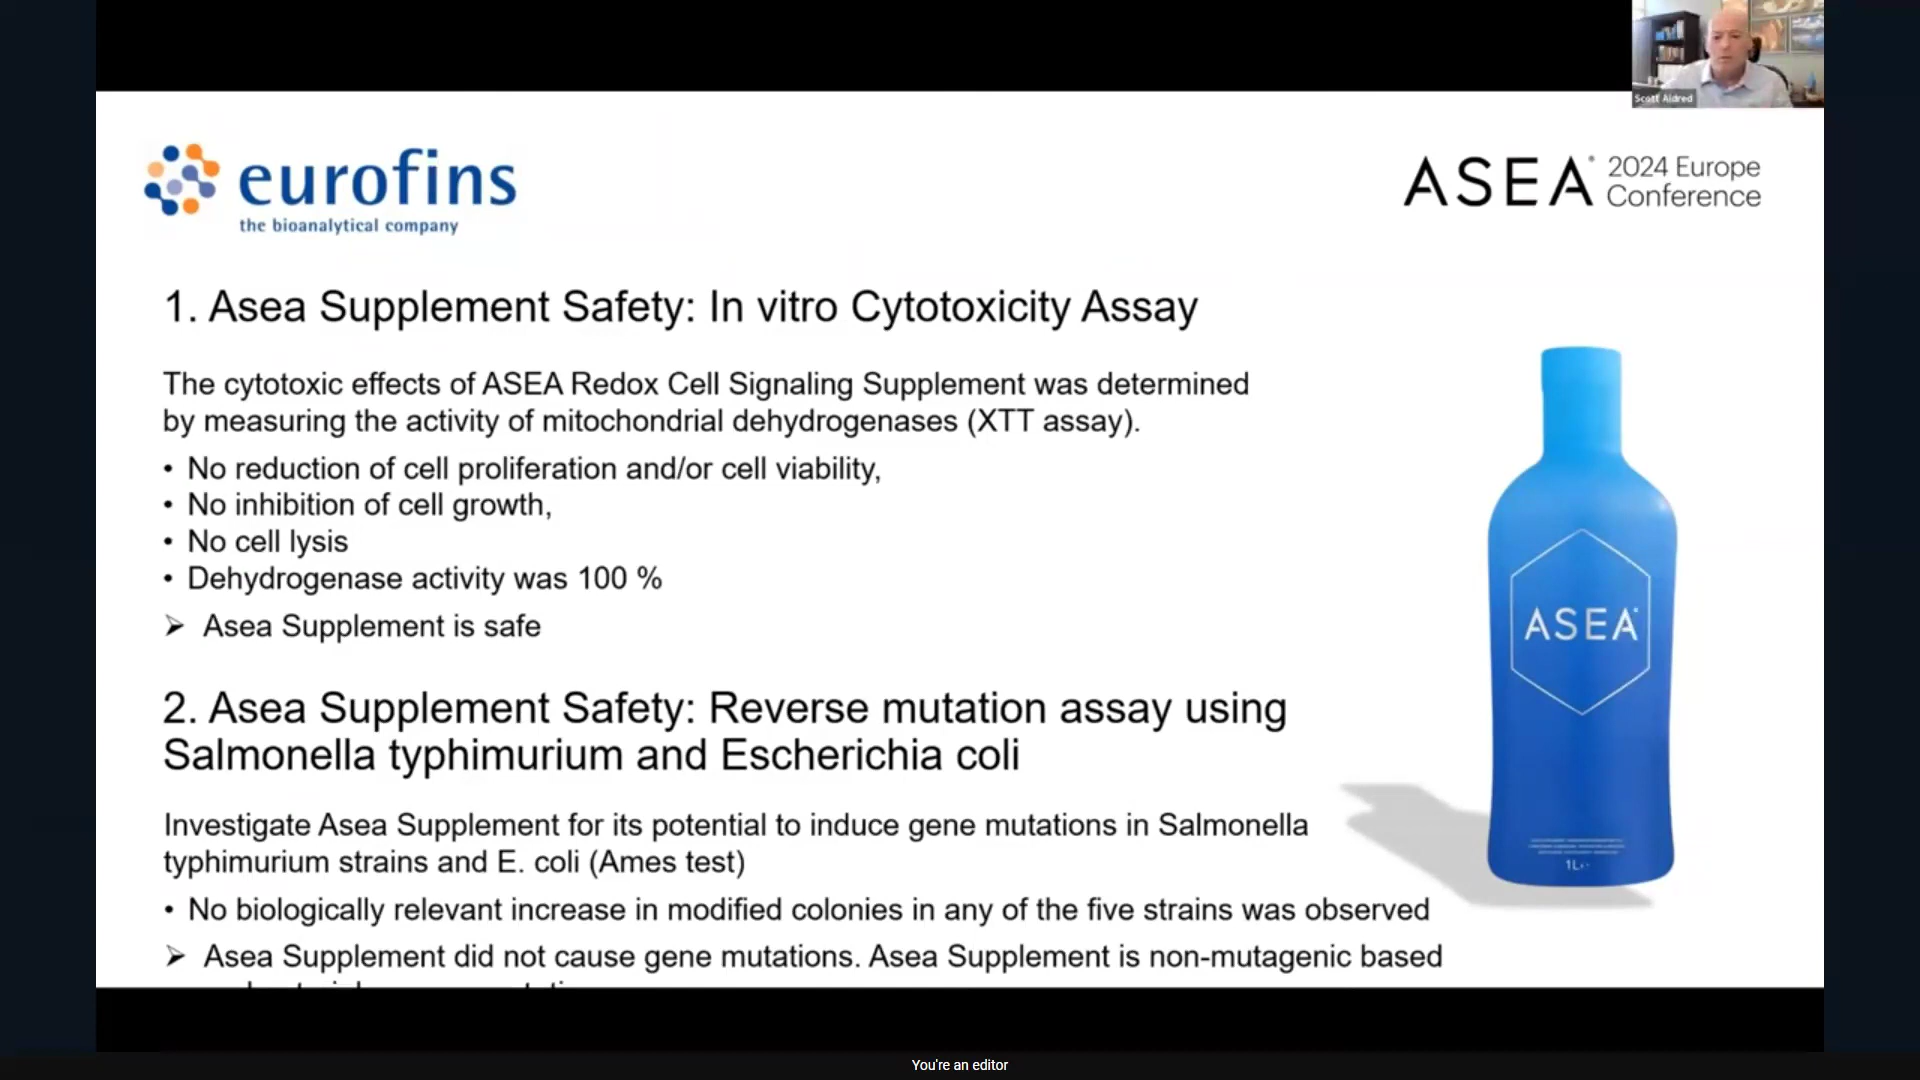 Scott Aldred
eurofins
the bioanalytical company
ASEA 2024 Europe
Conference
1. Asea Supplement Safety: In vitro Cytotoxicity Assay
The cytotoxic effects of ASEA Redox Cell Signaling Supplement was determined
by measuring the activity of mitochondrial dehydrogenases (XTT assay).
• No reduction of cell proliferation and/or cell viability,
• No inhibition of cell growth,
• No cell lysis
• Dehydrogenase activity was 100 %
➢ Asea Supplement is safe
2. Asea Supplement Safety: Reverse mutation assay using
Salmonella typhimurium and Escherichia coli
Investigate Asea Supplement for its potential to induce gene mutations in Salmonella
typhimurium strains and E. coli (Ames test)
• No biologically relevant increase in modified colonies in any of the five strains was observed
➢ Asea Supplement did not cause gene mutations. Asea Supplement is non-mutagenic based
ASEA
1L
You're an editor